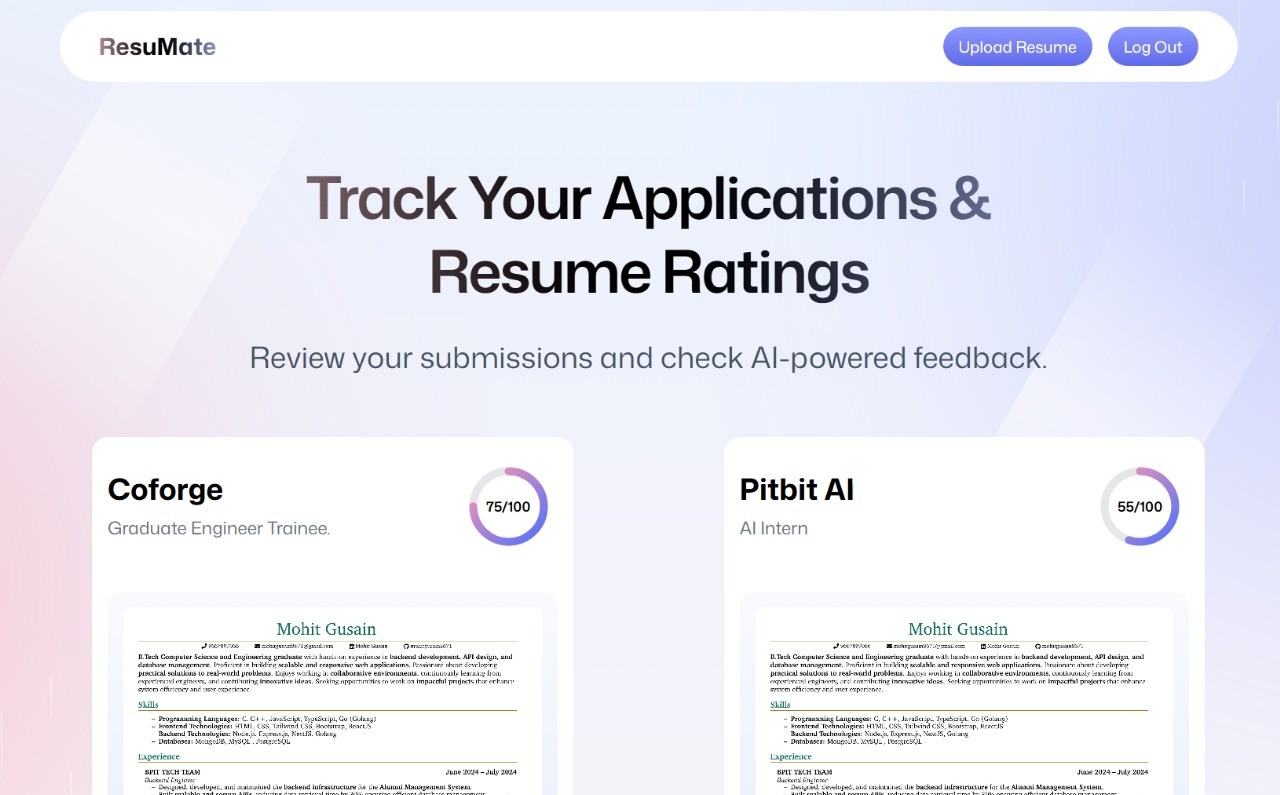 ResuMate
Upload Resume
Log Out
Track Your Applications &
Resume Ratings
Review your submissions and check AI-powered feedback.
Coforge
75/100
Graduate Engineer Trainee.
Pitbit AI
55/100
AI Intern
Mohit Gusain
Mohit Gusain
B.Tech Computer Science and Engineering graduate with hands-on experience in backend development, API design, and
database management. Proficient in building scalable and responsive web applications. Passionate about developing
practical solutions to real-world problems. Enjoys working in collaborative environments, continuously learning from
experienced engineers, and contributing innovative ideas. Seeking opportunities to work on impactful projects that enhance
system efficiency and user experience.
Skills
– Programming Languages: C, C++, JavaScript, TypeScript, Go (Golang)
– Frontend Technologies: HTML, CSS, Tailwind CSS, Bootstrap, ReactJS
Backend Technologies: Node.js, Express.js, NestJS, Golang
– Databases: MongoDB, MySQL , PostgreSQL
Experience
BPIT TECH TEAM June 2024 – July 2024
Backend Engineer
– Designed, developed, and maintained the backend infrastructure for the Alumni Management System.
Mohit Gusain
Mohit Gusain
B.Tech Computer Science and Engineering graduate with hands-on experience in backend development, API design, and
database management. Proficient in building scalable and responsive web applications. Passionate about developing
practical solutions to real-world problems. Enjoys working in collaborative environments, continuously learning from
experienced engineers, and contributing innovative ideas. Seeking opportunities to work on impactful projects that enhance
system efficiency and user experience.
Skills
– Programming Languages: C, C++, JavaScript, TypeScript, Go (Golang)
– Frontend Technologies: HTML, CSS, Tailwind CSS, Bootstrap, ReactJS
Backend Technologies: Node.js, Express.js, NestJS, Golang
– Databases: MongoDB, MySQL , PostgreSQL
Experience
BPIT TECH TEAM June 2024 – July 2024
Backend Engineer
– Designed, developed, and maintained the backend infrastructure for the Alumni Management System.